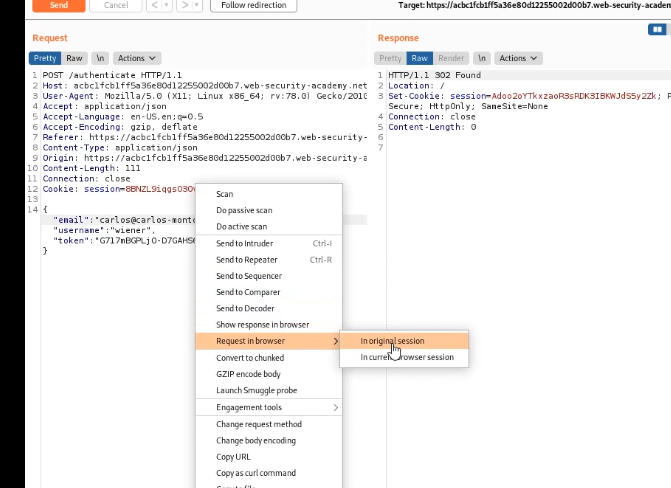 Send Cancel < > Follow redirection Target: https://acbc1fcb1ff5a36e80d12255002d00b7.web-security-academ
Request Response
Pretty Raw \n Actions Pretty Raw Render \n Actions
1 POST /authenticate HTTP/1.1
2 Host: acbc1fcb1ff5a36e80d12255002d00b7.web-security-academy.net
3 User-Agent: Mozilla/5.0 (X11; Linux x86_64; rv:78.0) Gecko/2010
4 Accept: application/json
5 Accept-Language: en-US,en;q=0.5
6 Accept-Encoding: gzip, deflate
7 Referer: https://acbc1fcb1ff5a36e80d12255002d00b7.web-security-
8 Content-Type: application/json
9 Origin: https://acbc1fcb1ff5a36e80d12255002d00b7.web-security-a
10 Content-Length: 111
11 Connection: close
12 Cookie: session=8BNZL9iqgsO3O
13
14 {
"email":"carlos@carlos-mont
"username":"wiener",
"token":"G717mBGPLjO-D7GAHS
}
1 HTTP/1.1 302 Found
2 Location: /
3 Set-Cookie: session=Adoo2oYTkxzaoR3sRDK3IBKWJdS5y2Zk;
Secure; HttpOnly; SameSite=None
4 Connection: close
5 Content-Length: 0
6
7
Scan
Do passive scan
Do active scan
Send to Intruder Ctrl-I
Send to Repeater Ctrl-R
Send to Sequencer
Send to Comparer
Send to Decoder
Show response in browser
Request in browser >
In original session
In current browser session
Convert to chunked
GZIP encode body
Launch Smuggle probe
Engagement tools >
Change request method
Change body encoding
Copy URL
Copy as curl command